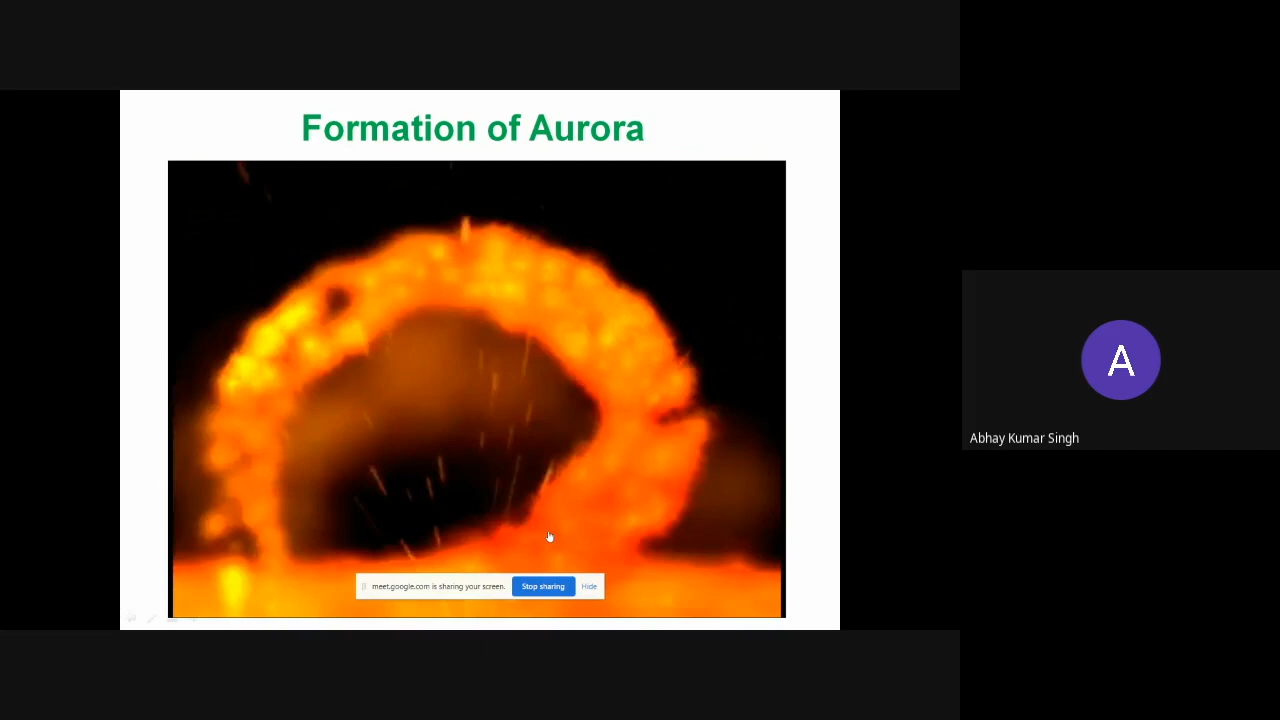 Formation of Aurora
meet.google.com is sharing your screen. Stop sharing Hide
A
Abhay Kumar Singh